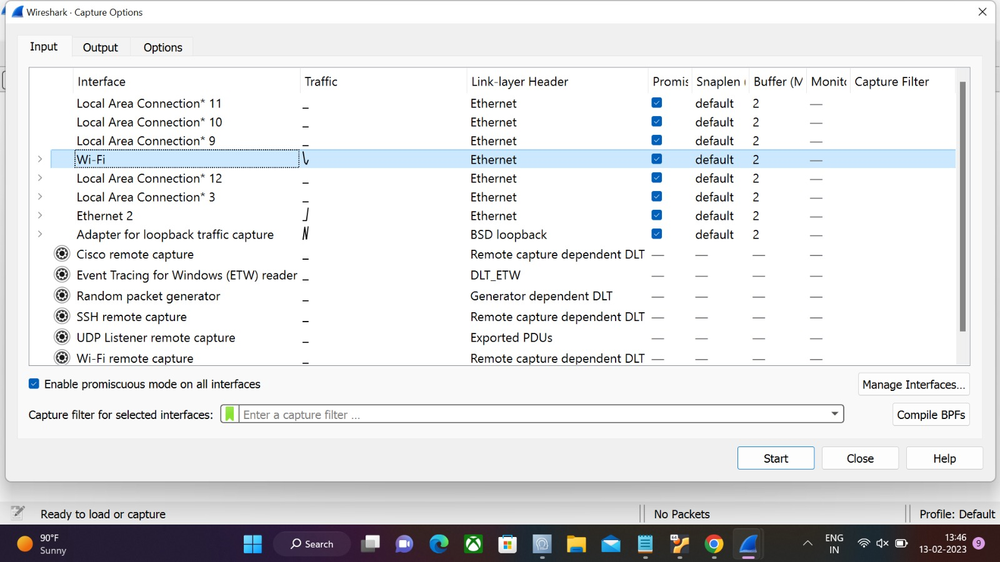 Wireshark · Capture Options
Input Output Options
Interface Traffic Link-layer Header Promis Snaplen Buffer (M Monito Capture Filter
Local Area Connection* 11 Ethernet default 2 —
Local Area Connection* 10 Ethernet default 2 —
Local Area Connection* 9 Ethernet default 2 —
Wi-Fi Ethernet default 2 —
Local Area Connection* 12 Ethernet default 2 —
Local Area Connection* 3 Ethernet default 2 —
Ethernet 2 Ethernet default 2 —
Adapter for loopback traffic capture BSD loopback default 2 —
Cisco remote capture Remote capture dependent DLT — — — —
Event Tracing for Windows (ETW) reader DLT_ETW — — — —
Random packet generator Generator dependent DLT — — — —
SSH remote capture Remote capture dependent DLT — — — —
UDP Listener remote capture Exported PDUs — — — —
Wi-Fi remote capture Remote capture dependent DLT — — — —
Enable promiscuous mode on all interfaces Manage Interfaces...
Capture filter for selected interfaces: Enter a capture filter ... Compile BPFs
Start Close Help
Ready to load or capture No Packets Profile: Default
90°F
Sunny
Search
64
ENG
IN
13:46
13-02-2023
9